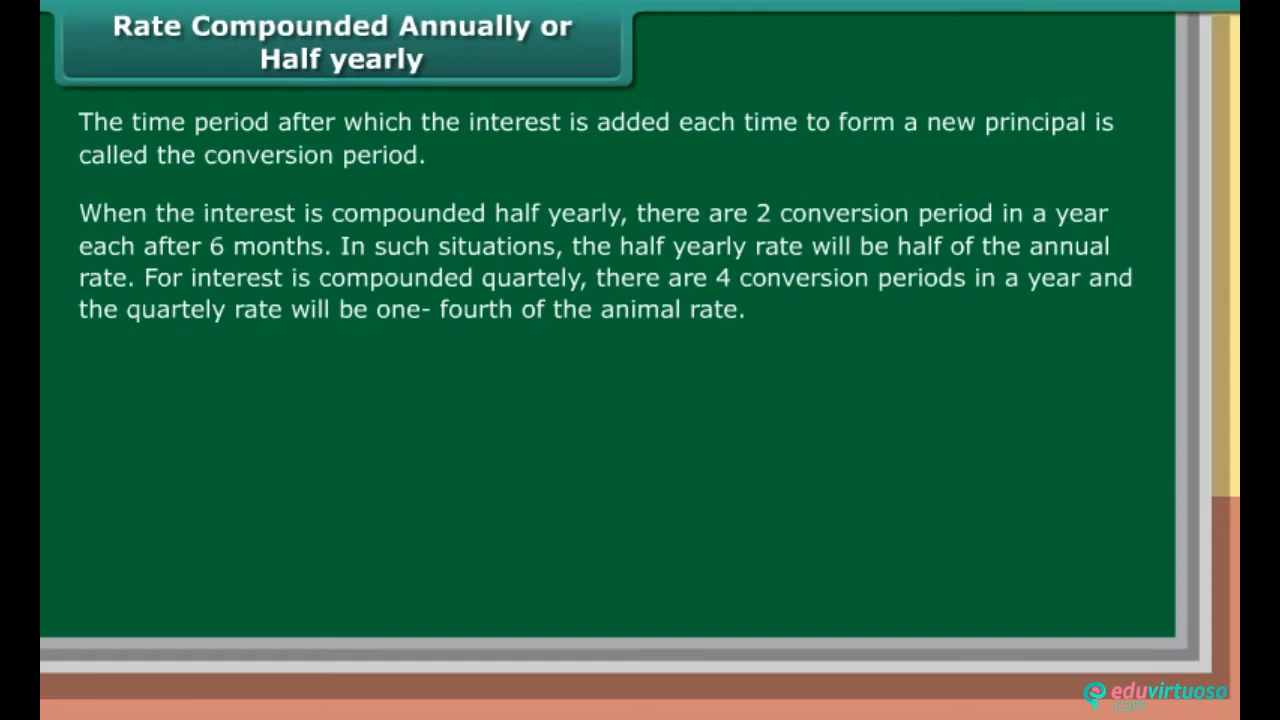 Rate Compounded Annually or
Half yearly
The time period after which the interest is added each time to form a new principal is
called the conversion period.
When the interest is compounded half yearly, there are 2 conversion period in a year
each after 6 months. In such situations, the half yearly rate will be half of the annual
rate. For interest is compounded quartely, there are 4 conversion periods in a year and
the quartely rate will be one- fourth of the animal rate.
eduvirtuoso
.com